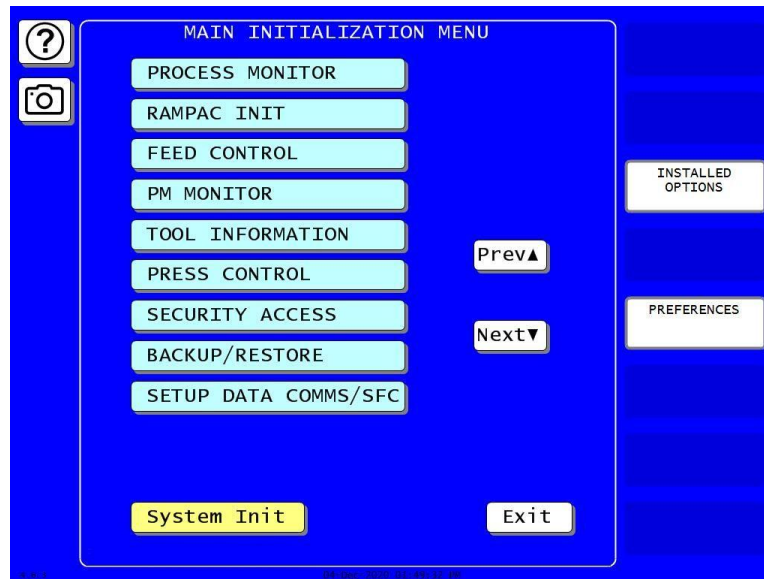 MAIN INITIALIZATION MENU
PROCESS MONITOR
RAMPAC INIT
FEED CONTROL
PM MONITOR
TOOL INFORMATION
PRESS CONTROL
SECURITY ACCESS
BACKUP/RESTORE
SETUP DATA COMMS/SFC
Prev▲
Next▼
System Init
Exit
INSTALLED
OPTIONS
PREFERENCES